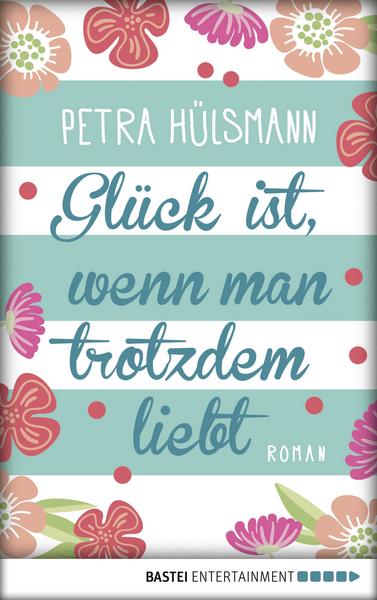 PETRA HÜLSMANN
Glück ist,
wenn man
trotzdem
liebt
ROMAN
BASTEI ENTERTAINMENT